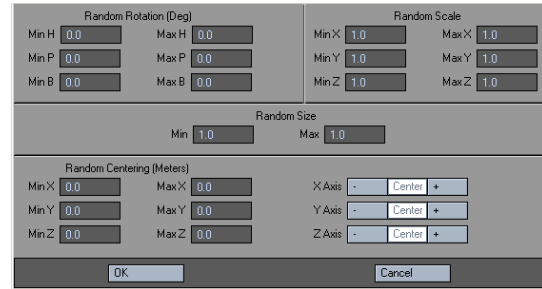 Random Rotation (Deg)
Min H 0.0 Max H 0.0
Min P 0.0 Max P 0.0
Min B 0.0 Max B 0.0
Random Scale
Min X 1.0 Max X 1.0
Min Y 1.0 Max Y 1.0
Min Z 1.0 Max Z 1.0
Random Size
Min 1.0 Max 1.0
Random Centering (Meters)
Min X 0.0 Max X 0.0
Min Y 0.0 Max Y 0.0
Min Z 0.0 Max Z 0.0
X Axis - Center +
Y Axis - Center +
Z Axis - Center +
OK Cancel